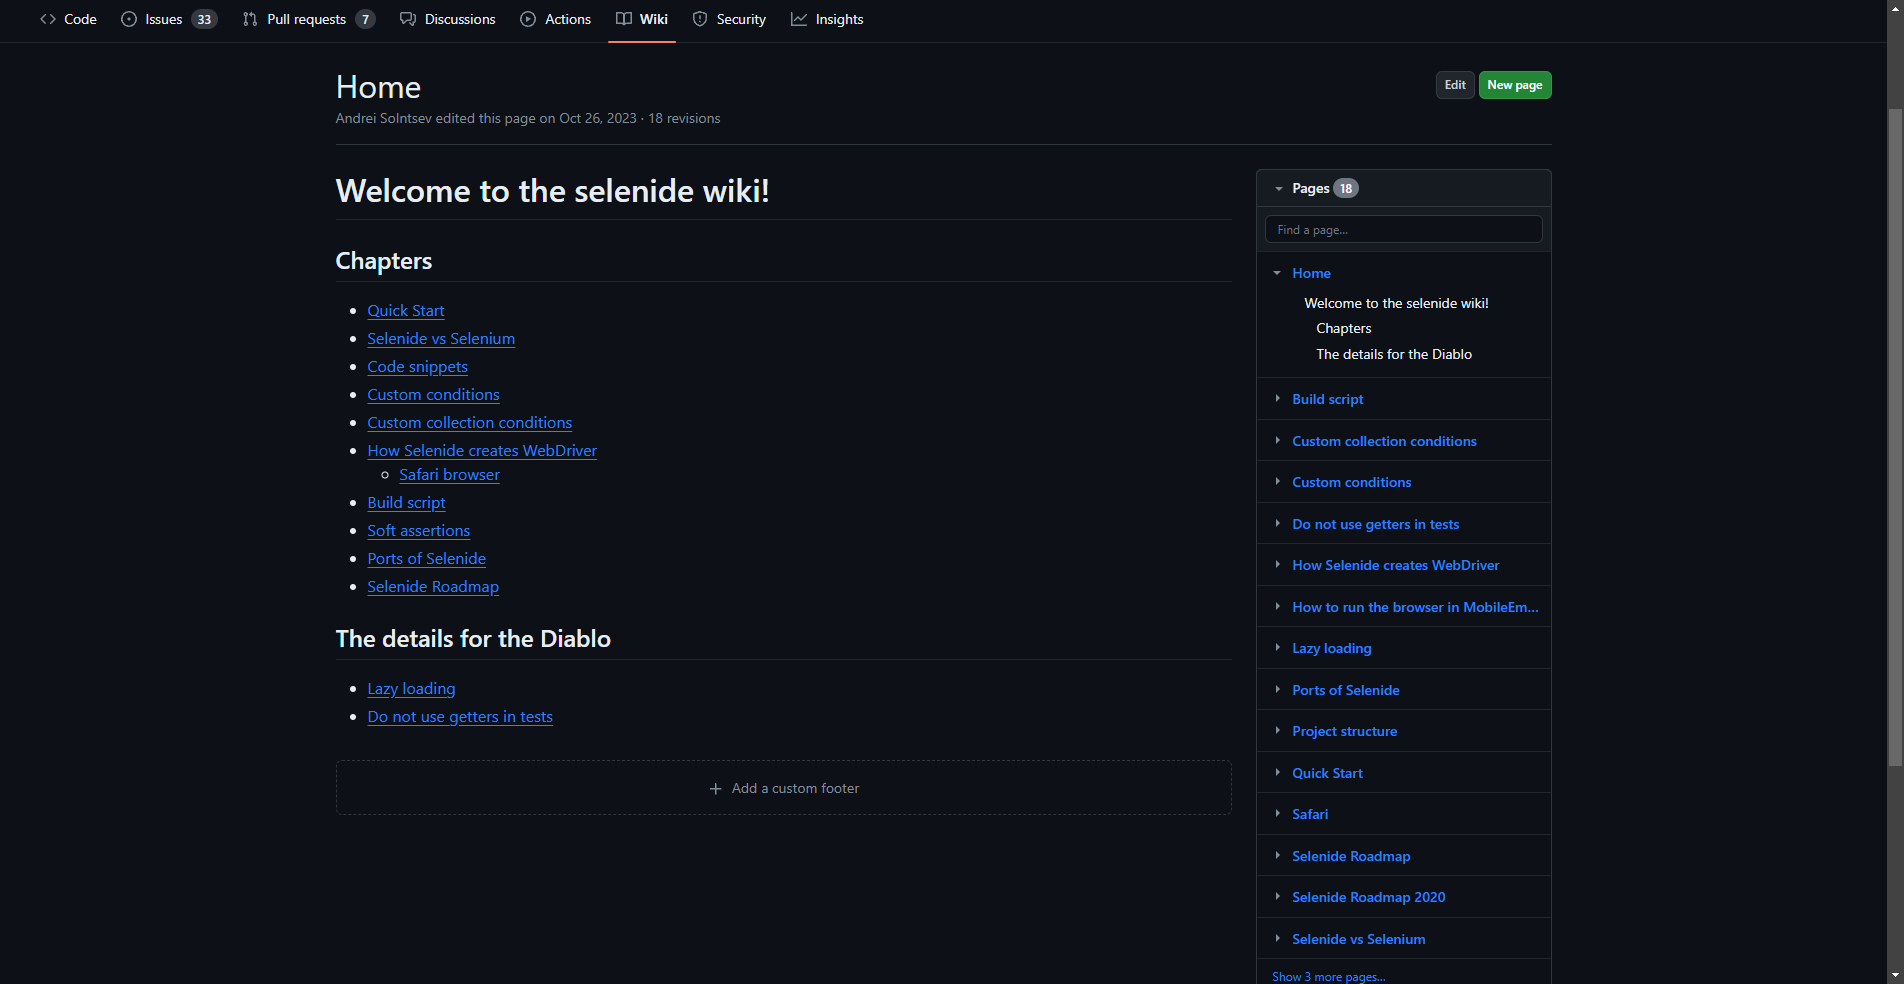 Code Issues 33 Pull requests 7 Discussions Actions Wiki Security Insights
Home
Edit New page
Andrei Solntsev edited this page on Oct 26, 2023 · 18 revisions
Welcome to the selenide wiki!
Chapters
Quick Start
Selenide vs Selenium
Code snippets
Custom conditions
Custom collection conditions
How Selenide creates WebDriver
Safari browser
Build script
Soft assertions
Ports of Selenide
Selenide Roadmap
The details for the Diablo
Lazy loading
Do not use getters in tests
Add a custom footer
Pages 18
Find a page...
Home
Welcome to the selenide wiki!
Chapters
The details for the Diablo
Build script
Custom collection conditions
Custom conditions
Do not use getters in tests
How Selenide creates WebDriver
How to run the browser in MobileEm...
Lazy loading
Ports of Selenide
Project structure
Quick Start
Safari
Selenide Roadmap
Selenide Roadmap 2020
Selenide vs Selenium
Show 3 more pages...